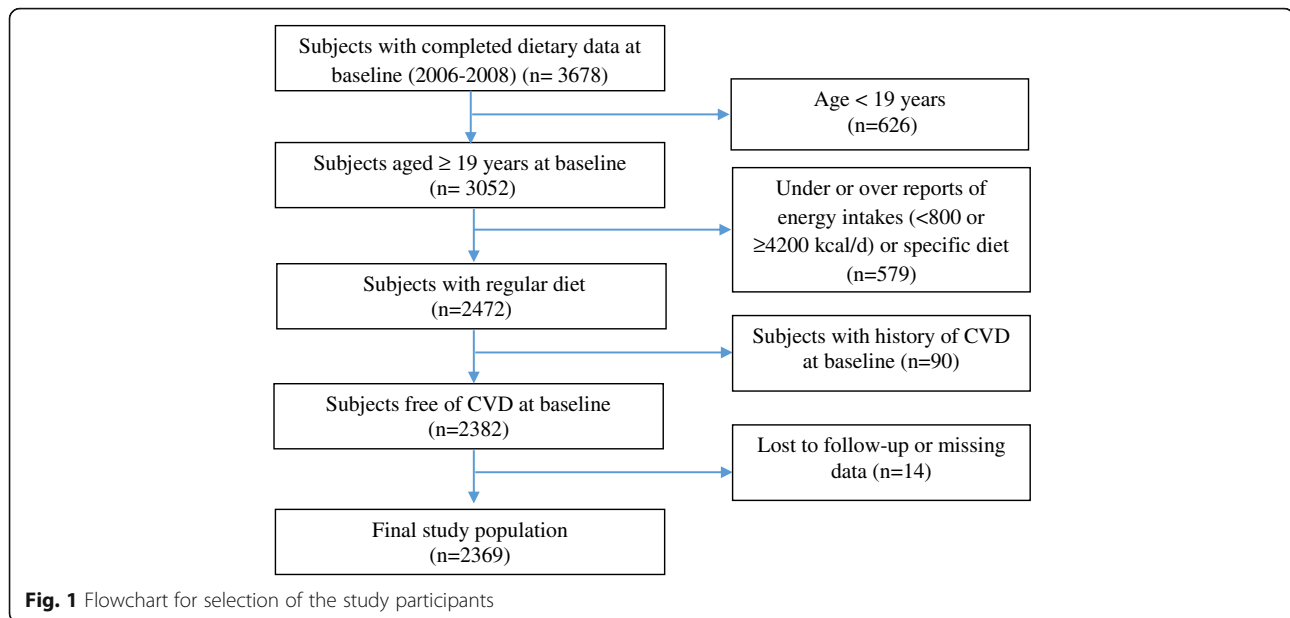 Subjects with completed dietary data at
baseline (2006-2008) (n= 3678)
Age < 19 years
(n=626)
Subjects aged ≥ 19 years at baseline
(n= 3052)
Under or over reports of
energy intakes (<800 or
≥4200 kcal/d) or specific diet
(n=579)
Subjects with regular diet
(n=2472)
Subjects with history of CVD
at baseline (n=90)
Subjects free of CVD at baseline
(n=2382)
Lost to follow-up or missing
data (n=14)
Final study population
(n=2369)
Fig. 1 Flowchart for selection of the study participants